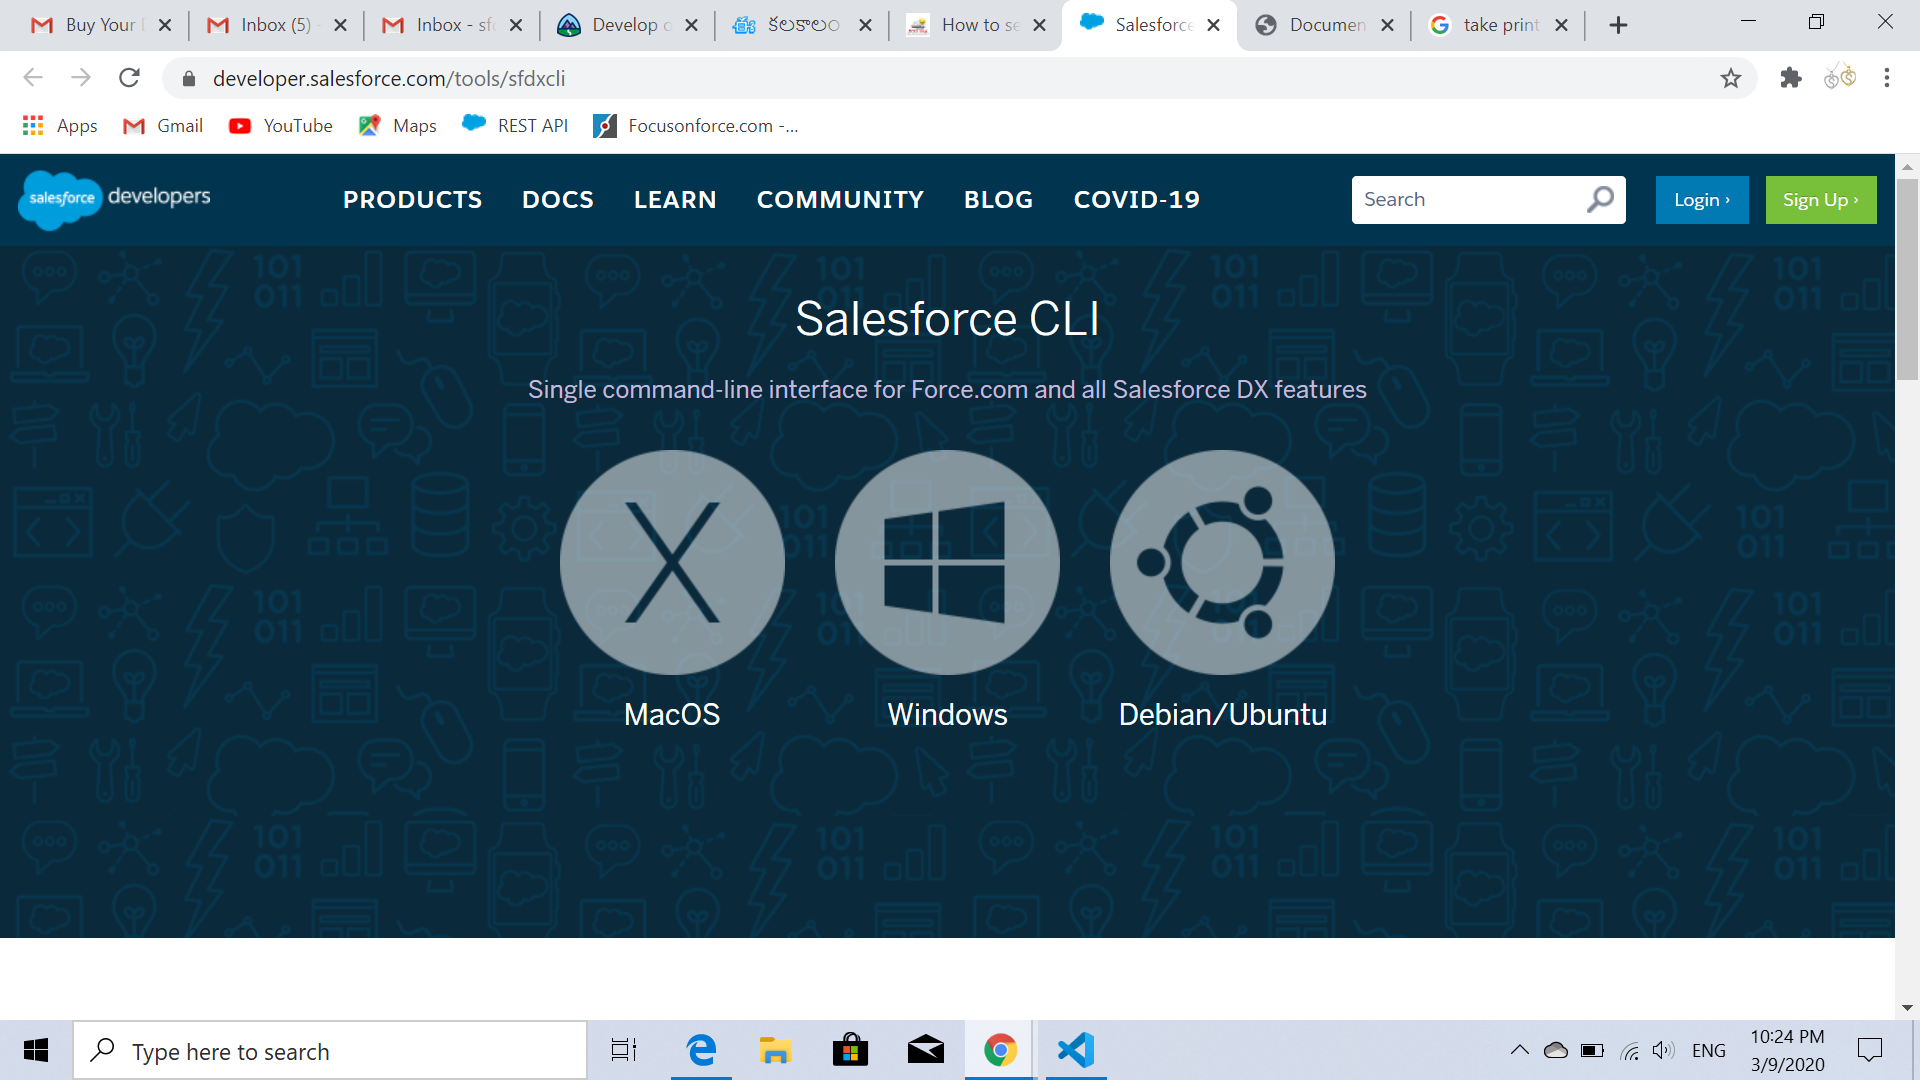 Buy Your
Inbox (5)
Inbox - sfd
Develop o
కలకాలం
How to se
Salesforce
Documen
take print
developer.salesforce.com/tools/sfdxcli
Apps
Gmail
YouTube
Maps
REST API
Focusonforce.com -...
salesforce developers
PRODUCTS
DOCS
LEARN
COMMUNITY
BLOG
COVID-19
Search
Login ›
Sign Up ›
Salesforce CLI
Single command-line interface for Force.com and all Salesforce DX features
MacOS
Windows
Debian/Ubuntu
Type here to search
ENG
10:24 PM
3/9/2020